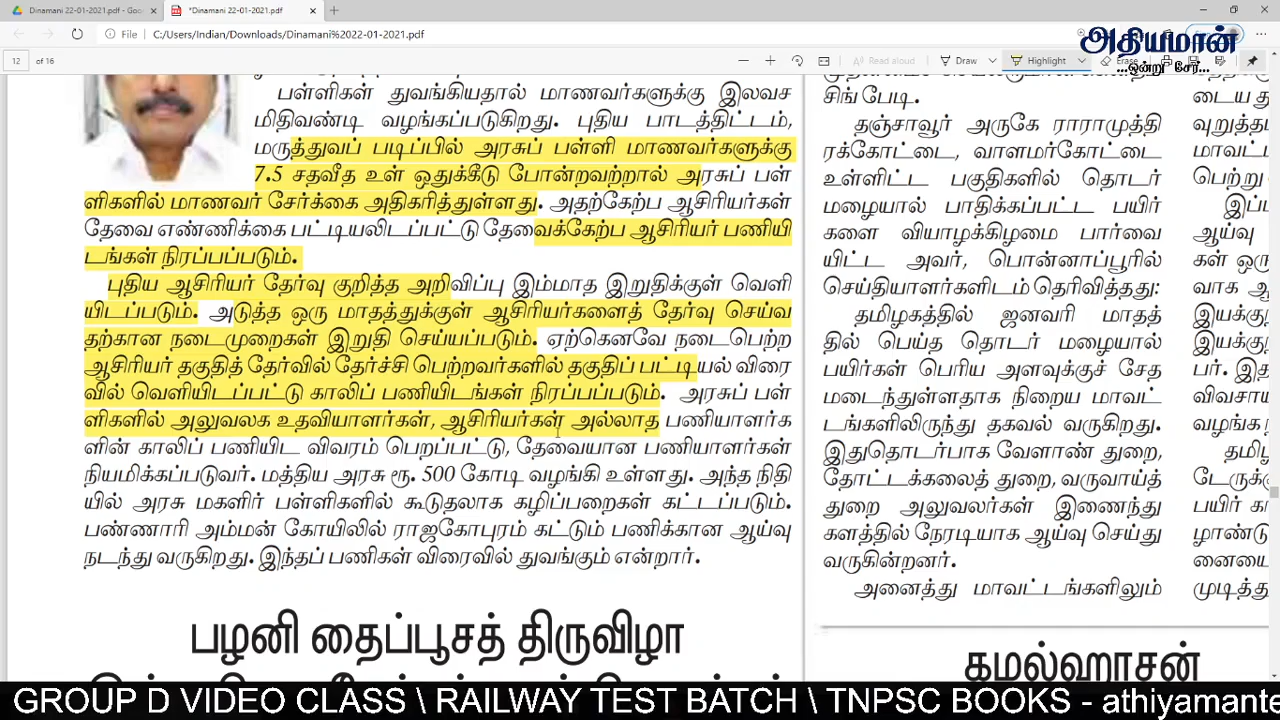 Dinamani 22-01-2021.pdf - Goo
*Dinamani 22-01-2021.pdf
File
C:/Users/Indian/Downloads/Dinamani%2022-01-2021.pdf
12 of 16
Read aloud
Draw
Highlight
Erase
அதியமான்
...ஒன்று சேர்...
பள்ளிகள் துவங்கியதால் மாணவர்களுக்கு இலவச
மிதிவண்டி வழங்கப்படுகிறது. புதிய பாடத்திட்டம்,
மருத்துவப் படிப்பில் அரசுப் பள்ளி மாணவர்களுக்கு
7.5 சதவீத உள் ஒதுக்கீடு போன்றவற்றால் அரசுப் பள்
ளிகளில் மாணவர் சேர்க்கை அதிகரித்துள்ளது. அதற்கேற்ப ஆசிரியர்கள்
தேவை எண்ணிக்கை பட்டியலிடப்பட்டு தேவைக்கேற்ப ஆசிரியர் பணியி
டங்கள் நிரப்பப்படும்.
புதிய ஆசிரியர் தேர்வு குறித்த அறிவிப்பு இம்மாத இறுதிக்குள் வெளி
யிடப்படும். அடுத்த ஒரு மாதத்துக்குள் ஆசிரியர்களைத் தேர்வு செய்வ
தற்கான நடைமுறைகள் இறுதி செய்யப்படும். ஏற்கெனவே நடைபெற்ற
ஆசிரியர் தகுதித் தேர்வில் தேர்ச்சி பெற்றவர்களில் தகுதிப் பட்டியல் விரை
வில் வெளியிடப்பட்டு காலிப் பணியிடங்கள் நிரப்பப்படும். அரசுப் பள்
ளிகளில் அலுவலக உதவியாளர்கள், ஆசிரியர்கள் அல்லாத பணியாளர்க
ளின் காலிப் பணியிட விவரம் பெறப்பட்டு, தேவையான பணியாளர்கள்
நியமிக்கப்படுவர். மத்திய அரசு ரூ. 500 கோடி வழங்கி உள்ளது. அந்த நிதி
யில் அரசு மகளிர் பள்ளிகளில் கூடுதலாக கழிப்பறைகள் கட்டப்படும்.
பண்ணாரி அம்மன் கோயிலில் ராஜகோபுரம் கட்டும் பணிக்கான ஆய்வு
நடந்து வருகிறது. இந்தப் பணிகள் விரைவில் துவங்கும் என்றார்.
பழனி தைப்பூசத் திருவிழா
சிங் பேடி.
தஞ்சாவூர் அருகே ராராமுத்தி
ரக்கோட்டை, வாளமர்கோட்டை
உள்ளிட்ட பகுதிகளில் தொடர்
மழையால் பாதிக்கப்பட்ட பயிர்
களை வியாழக்கிழமை பார்வை
யிட்ட அவர், பொன்னாப்பூரில்
செய்தியாளர்களிடம் தெரிவித்தது:
தமிழகத்தில் ஜனவரி மாதத்
தில் பெய்த தொடர் மழையால்
பயிர்கள் பெரிய அளவுக்குச் சேத
மடைந்துள்ளதாக நிறைய மாவட்
டங்களிலிருந்து தகவல் வருகிறது.
இதுதொடர்பாக வேளாண் துறை,
தோட்டக்கலைத் துறை, வருவாய்த்
துறை அலுவலர்கள் இணைந்து
களத்தில் நேரடியாக ஆய்வு செய்து
வருகின்றனர்.
அனைத்து மாவட்டங்களிலும்
கமல்ஹாசன்
GROUP D VIDEO CLASS \ RAILWAY TEST BATCH \ TNPSC BOOKS - athiyamante